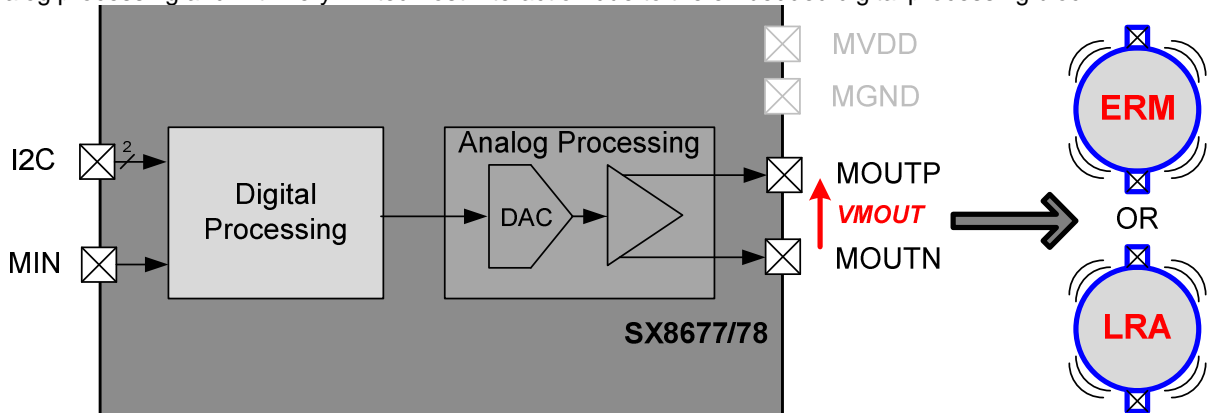 MVDD
MGND
I2C
2
Digital
Processing
Analog Processing
DAC
MOUTP
VMOUT
MOUTN
MIN
SX8677/78
ERM
OR
LRA